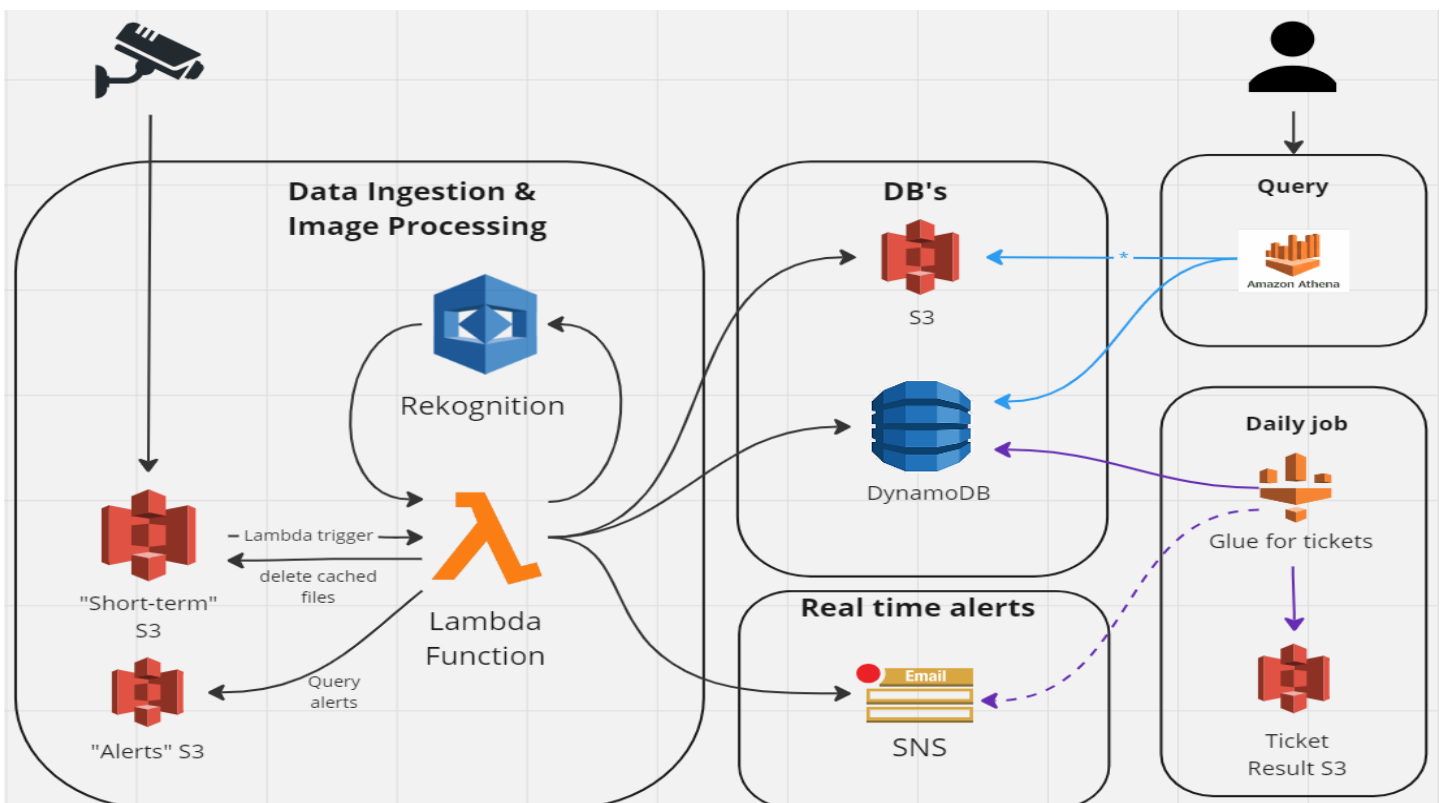 Data Ingestion &
Image Processing
Rekognition
Lambda trigger
delete cached
files
"Short-term"
S3
Lambda
Function
Query
alerts
"Alerts" S3
DB's
S3
DynamoDB
Real time alerts
Email
SNS
Query
*
Amazon Athena
Daily job
Glue for tickets
Ticket
Result S3